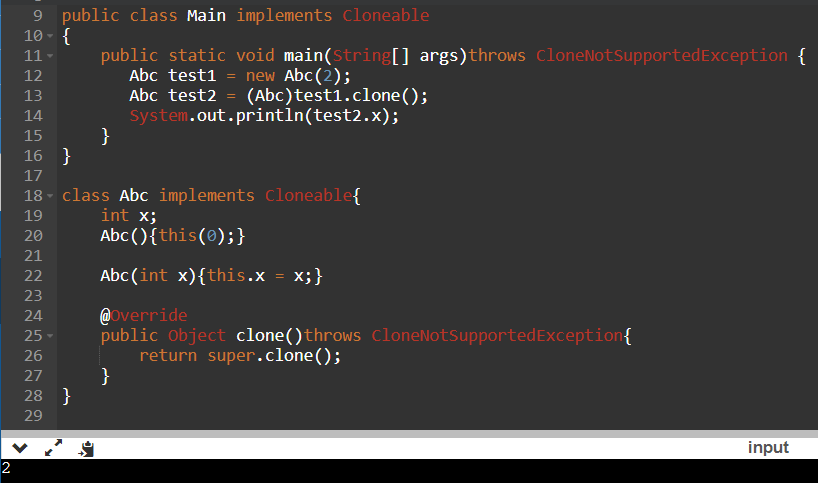 9 public class Main implements Cloneable
10 {
11 public static void main(String[] args)throws CloneNotSupportedException {
12 Abc test1 = new Abc(2);
13 Abc test2 = (Abc)test1.clone();
14 System.out.println(test2.x);
15 }
16 }
17
18 class Abc implements Cloneable{
19 int x;
20 Abc(){this(0);}
21
22 Abc(int x){this.x = x;}
23
24 @Override
25 public Object clone()throws CloneNotSupportedException{
26 return super.clone();
27 }
28 }
29
input
2